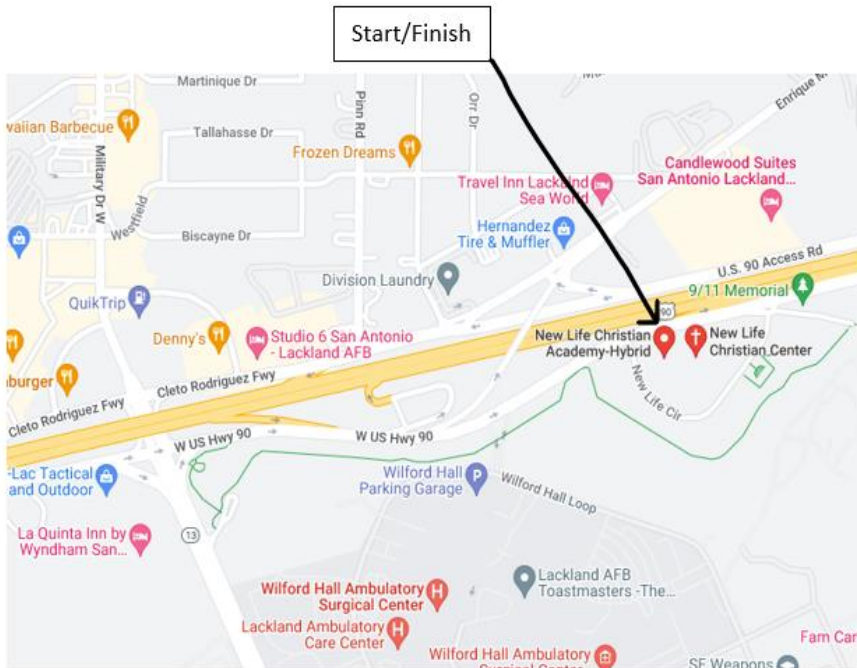 Start/Finish
Martinique Dr
Enrique M
waiian Barbecue
Tallahasse Dr
Pinn Rd
Orr Dr
Military Dr W
Frozen Dreams
Candlewood Suites
San Antonio Lackland...
Travel Inn Lackalnd
Sea World
Westfield
Biscayne Dr
Hernandez
Tire & Muffler
U.S. 90 Access Rd
Division Laundry
9/11 Memorial
QuikTrip
90
Denny's
Studio 6 San Antonio
- Lackland AFB
New Life Christian
Academy-Hybrid
New Life
Christian Center
burger
Cleto Rodriguez Fwy
New Life Cir
Cleto Rodriguez Fwy
W US Hwy 90
W US Hwy 90
-Lac Tactical
and Outdoor
Wilford Hall
Parking Garage
Wilford Hall Loop
La Quinta Inn by
Wyndham San...
13
Wilford Hall Ambulatory
Surgical Center
Lackland AFB
Toastmasters -The...
Lackland Ambulatory
Care Center
Wilford Hall Ambulatory
Surgical Centre
Fam Car
SF Weapons